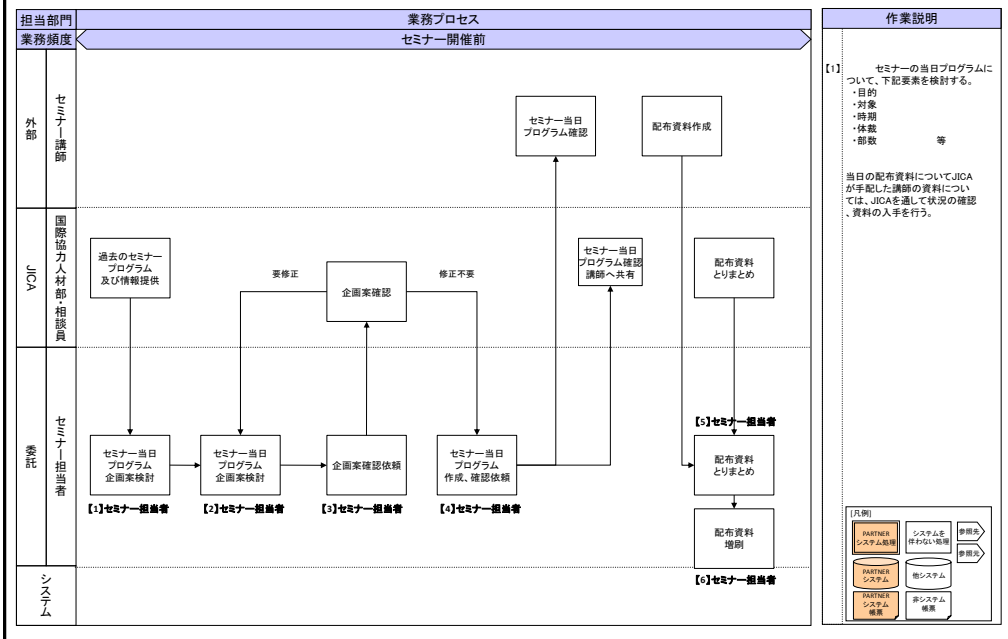 担当部門
業務プロセス
業務頻度
セミナー開催前
外部
セミナー講師
セミナー当日
プログラム確認
配布資料作成
JICA
国際協力人材部・相談員
過去のセミナー
プログラム
及び情報提供
要修正
企画案確認
修正不要
セミナー当日
プログラム確認
講師へ共有
配布資料
とりまとめ
委託
セミナー担当者
セミナー当日
プログラム
企画案検討
【1】セミナー担当者
セミナー当日
プログラム
企画案検討
【2】セミナー担当者
企画案確認依頼
【3】セミナー担当者
セミナー当日
プログラム
作成、確認依頼
【4】セミナー担当者
【5】セミナー担当者
配布資料
とりまとめ
配布資料
増刷
【6】セミナー担当者
システム
作業説明
【1】 セミナーの当日プログラムに
ついて、下記要素を検討する。
・目的
・対象
・時期
・体裁
・部数 等
当日の配布資料についてJICA
が手配した講師の資料につい
ては、JICAを通して状況の確認
、資料の入手を行う。
[凡例]
PARTNER
システム処理
システムを
伴わない処理
参照先
参照元
PARTNER
システム
他システム
PARTNER
システム
帳票
非システム
帳票